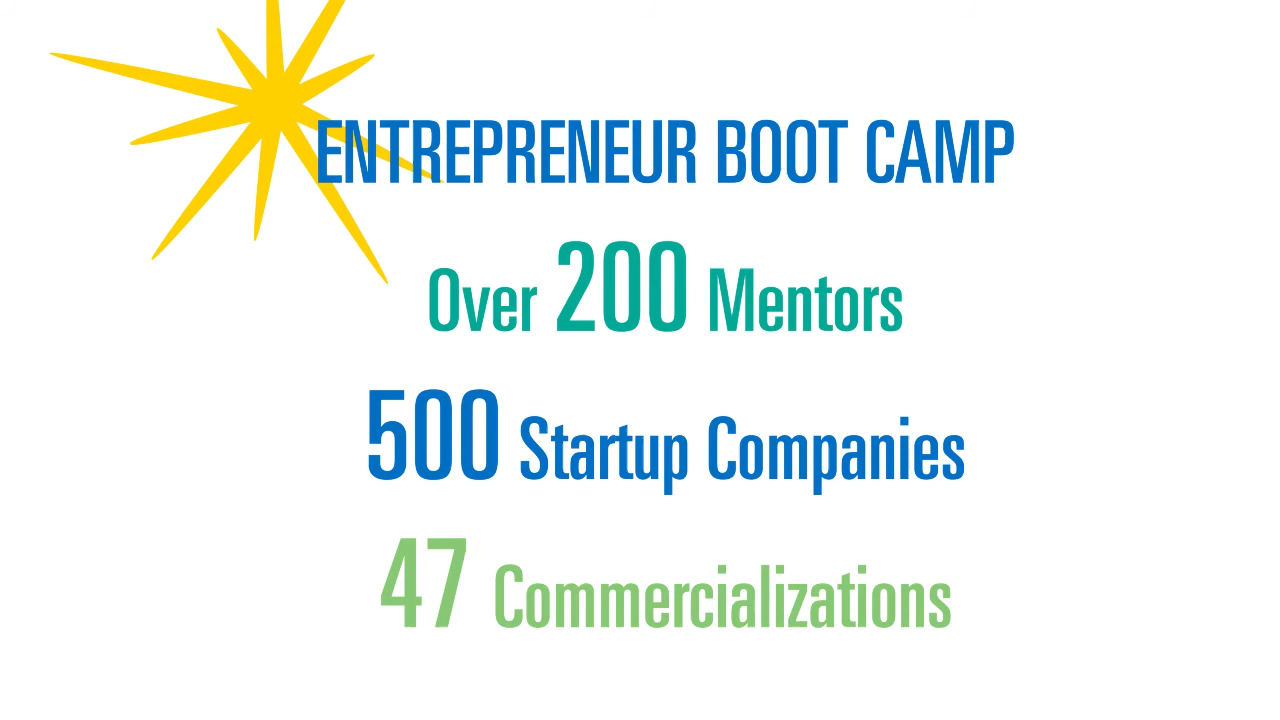 ENTREPRENEUR BOOT CAMP
Over 200 Mentors
500 Startup Companies
47 Commercializations